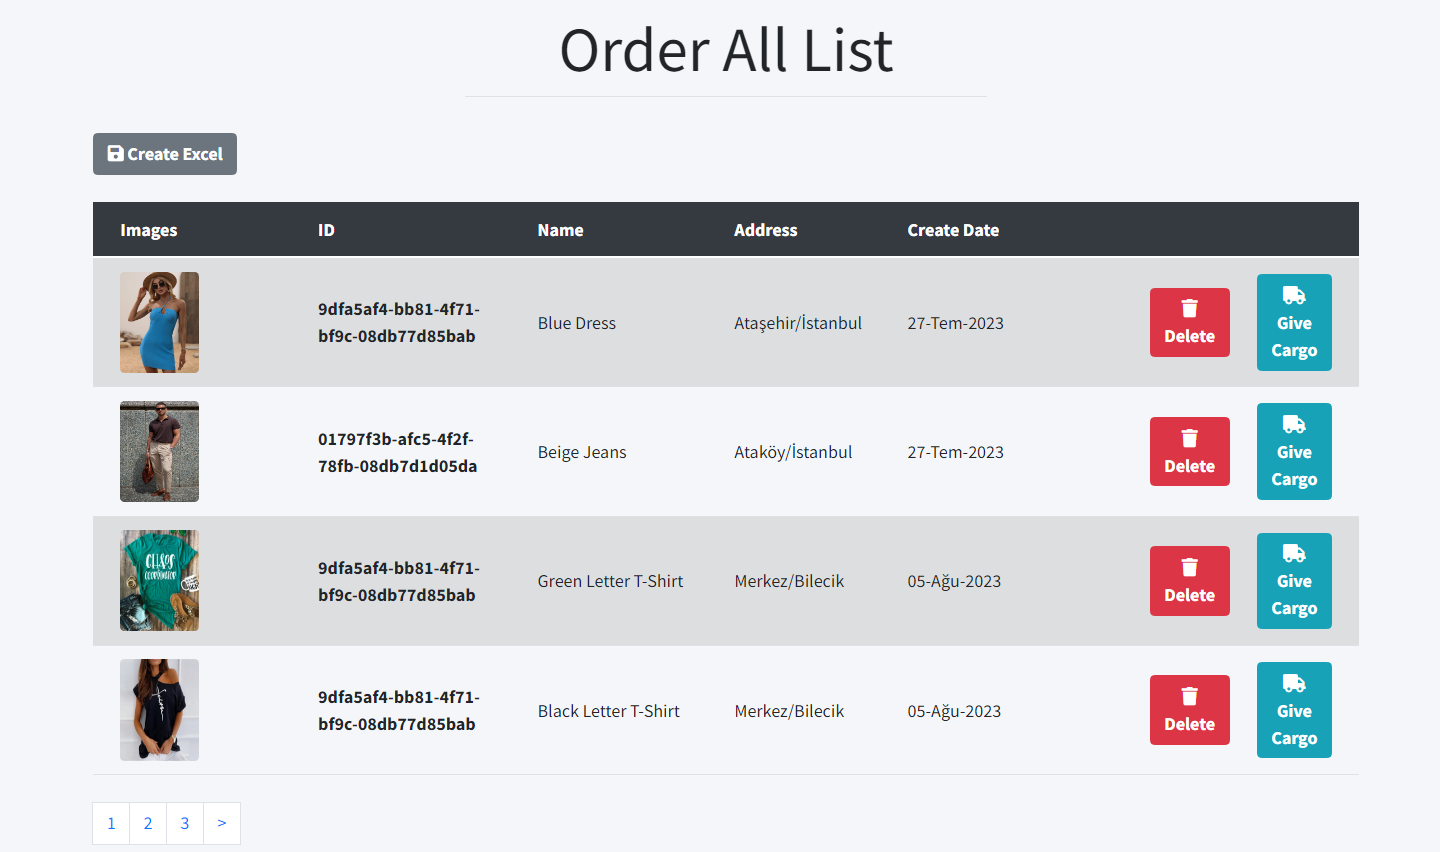 Order All List
Create Excel
Images ID Name Address Create Date
9dfa5af4-bb81-4f71-
bf9c-08db77d85bab
Blue Dress
Ataşehir/İstanbul
27-Tem-2023
Delete
Give
Cargo
01797f3b-afc5-4f2f-
78fb-08db7d1d05da
Beige Jeans
Ataköy/İstanbul
27-Tem-2023
Delete
Give
Cargo
CHAOS
COORDINATOR
9dfa5af4-bb81-4f71-
bf9c-08db77d85bab
Green Letter T-Shirt
Merkez/Bilecik
05-Ağu-2023
Delete
Give
Cargo
9dfa5af4-bb81-4f71-
bf9c-08db77d85bab
Black Letter T-Shirt
Merkez/Bilecik
05-Ağu-2023
Delete
Give
Cargo
1 2 3 >